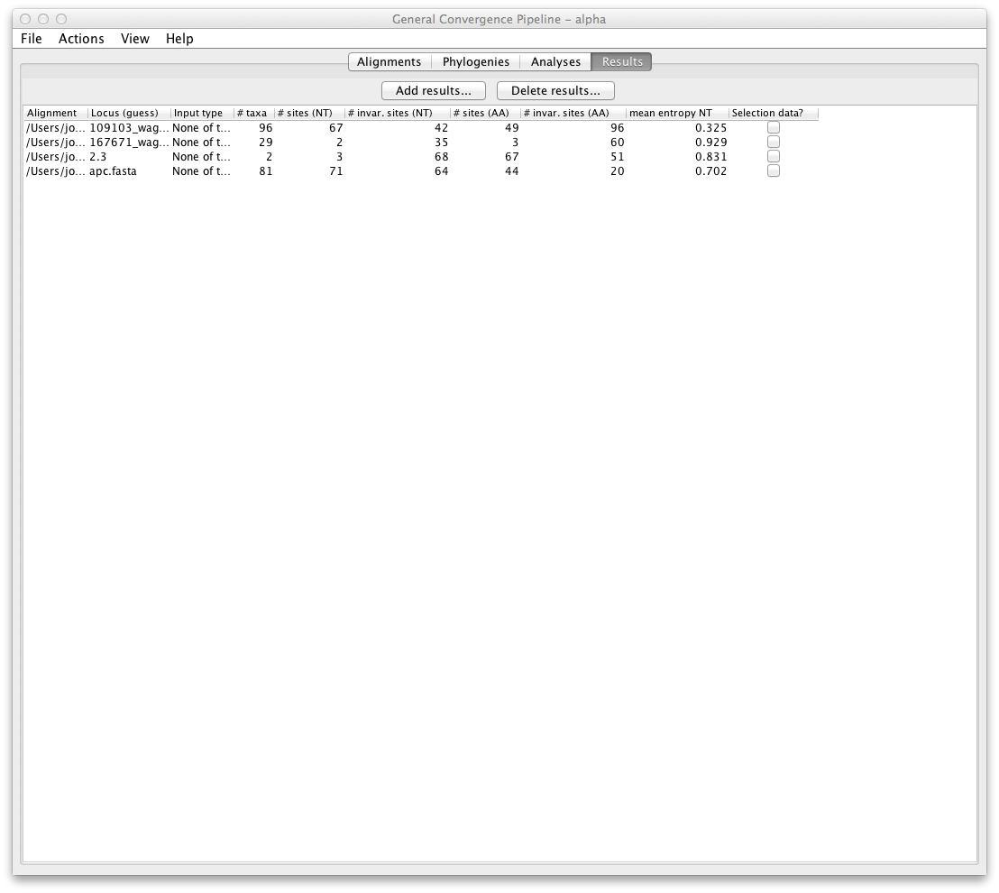 General Convergence Pipeline – alpha
File Actions View Help
Alignments Phylogenies Analyses Results
Add results... Delete results...
Alignment Locus (guess) Input type # taxa # sites (NT) # invar. sites (NT) # sites (AA) # invar. sites (AA) mean entropy NT Selection data?
/Users/jo... 109103_wag... None of t... 96 67 42 49 96 0.325
/Users/jo... 167671_wag... None of t... 29 2 35 3 60 0.929
/Users/jo... 2.3 None of t... 2 3 68 67 51 0.831
/Users/jo... apc.fasta None of t... 81 71 64 44 20 0.702